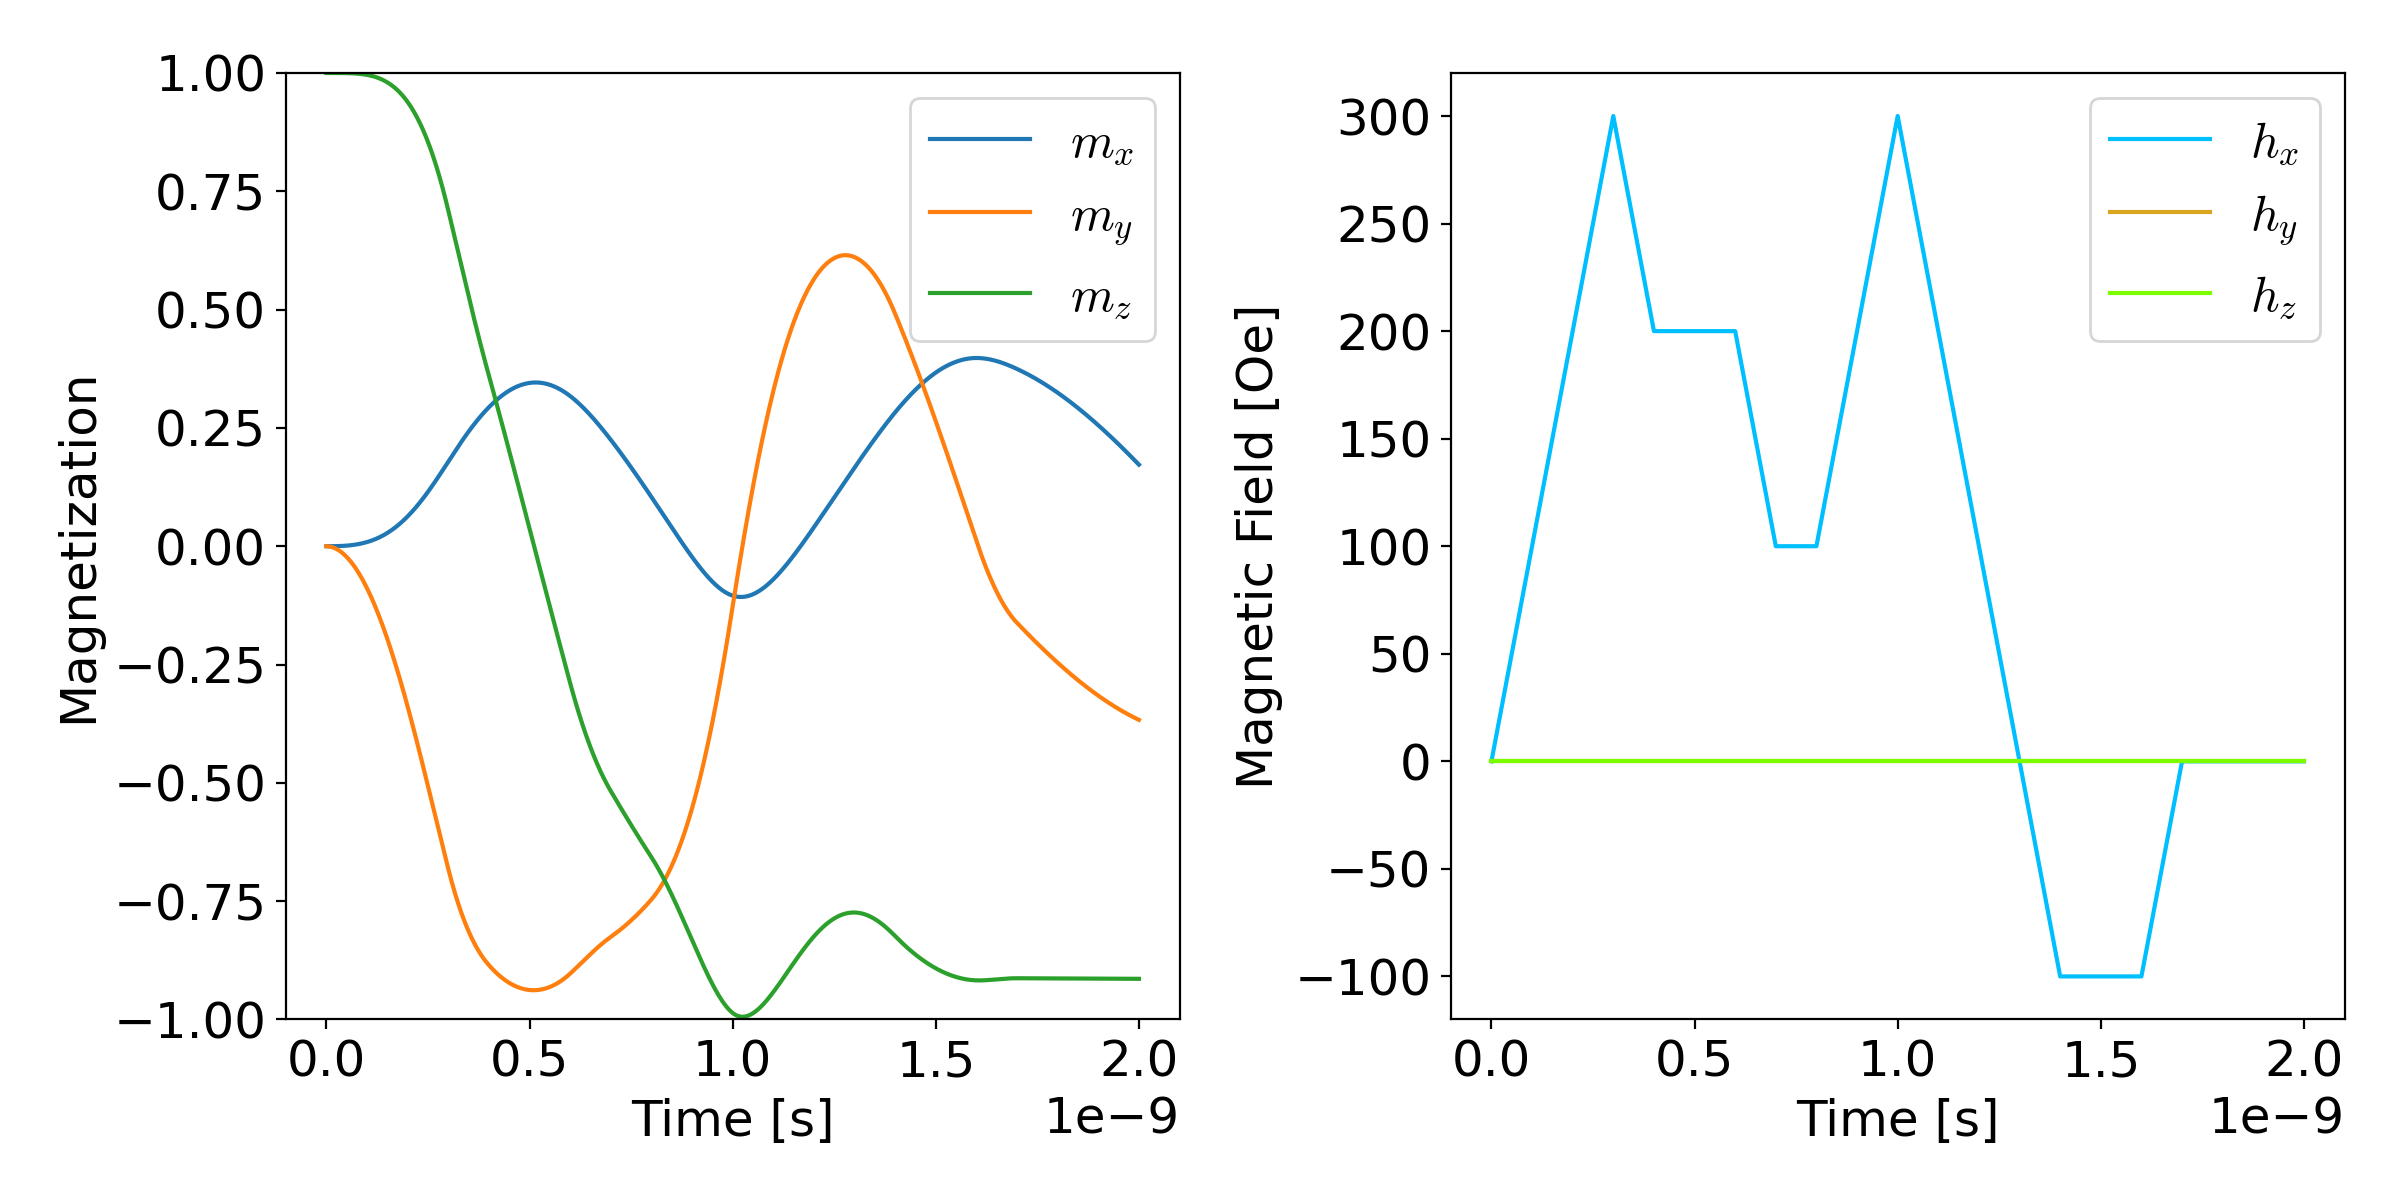 1.00
0.75
0.50
0.25
0.00
−0.25
−0.50
−0.75
−1.00
Magnetization
0.0 0.5 1.0 1.5 2.0
Time [s]
1e−9
m_x
m_y
m_z
300
250
200
150
100
50
0
−50
−100
Magnetic Field [Oe]
0.0 0.5 1.0 1.5 2.0
Time [s]
1e−9
h_x
h_y
h_z